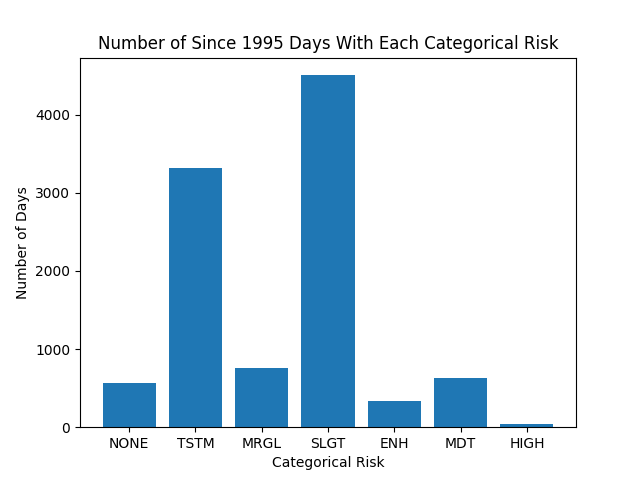 Number of Since 1995 Days With Each Categorical Risk
4000
3000
2000
1000
0
Number of Days
NONE TSTM MRGL SLGT ENH MDT HIGH
Categorical Risk